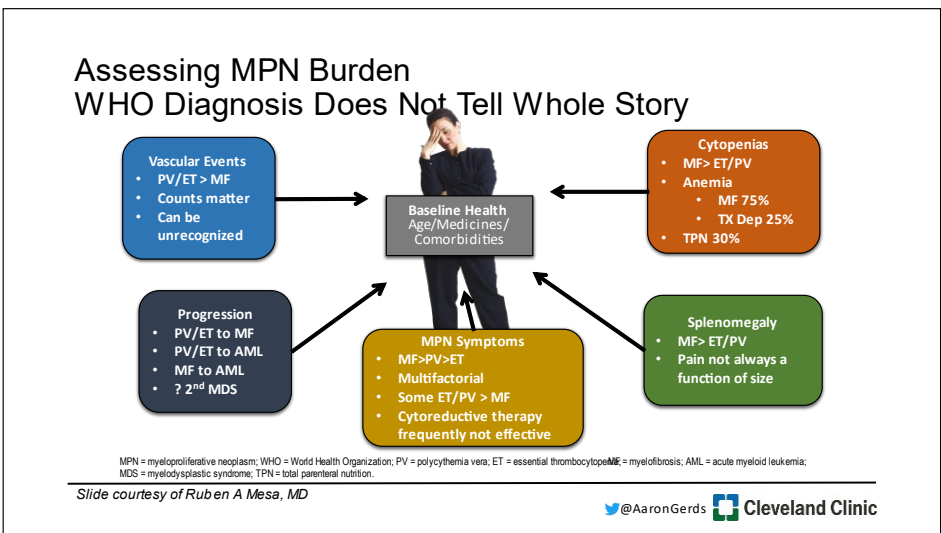 Assessing MPN Burden
WHO Diagnosis Does Not Tell Whole Story
Vascular Events
• PV/ET > MF
• Counts matter
• Can be
unrecognized
Baseline Health
Age/Medicines/
Comorbidities
Cytopenias
• MF> ET/PV
• Anemia
• MF 75%
• TX Dep 25%
• TPN 30%
Progression
• PV/ET to MF
• PV/ET to AML
• MF to AML
• ? 2nd MDS
MPN Symptoms
• MF>PV>ET
• Multifactorial
• Some ET/PV > MF
• Cytoreductive therapy
frequently not effective
Splenomegaly
• MF> ET/PV
• Pain not always a
function of size
MPN = myeloproliferative neoplasm; WHO = World Health Organization; PV = polycythemia vera; ET = essential thrombocytopenia; MF = myelofibrosis; AML = acute myeloid leukemia;
MDS = myelodysplastic syndrome; TPN = total parenteral nutrition.
Slide courtesy of Ruben A Mesa, MD
@AaronGerds
Cleveland Clinic